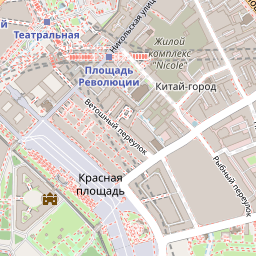 й
Театральная
Никольская улица
Жилой
комплекс
"Nicole"
Площадь
Революции
Китай-город
Ветошный переулок
Рыбный переулок
Красная
площадь